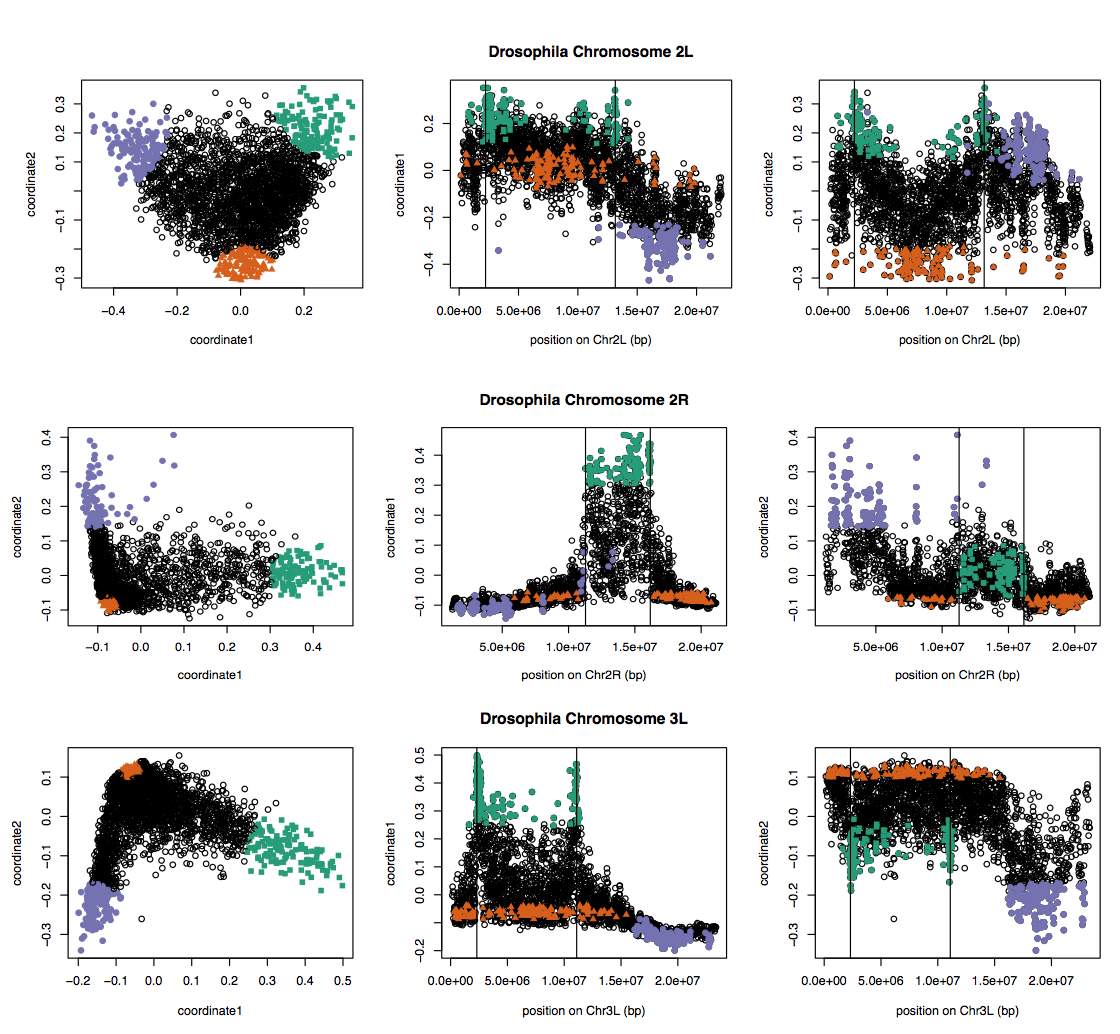 Drosophila Chromosome 2L
coordinate2
0.3
0.2
0.1
−0.1
−0.3
−0.4
−0.2
0.0
0.2
coordinate1
coordinate1
0.2
0.0
−0.2
−0.4
0.0e+00
5.0e+06
1.0e+07
1.5e+07
2.0e+07
position on Chr2L (bp)
coordinate2
0.3
0.2
0.1
−0.1
−0.3
0.0e+00
5.0e+06
1.0e+07
1.5e+07
2.0e+07
position on Chr2L (bp)
Drosophila Chromosome 2R
coordinate2
0.4
0.3
0.2
0.1
0.0
−0.1
−0.1
0.0
0.1
0.2
0.3
0.4
coordinate1
coordinate1
0.4
0.3
0.2
0.1
0.0
−0.1
5.0e+06
1.0e+07
1.5e+07
2.0e+07
position on Chr2R (bp)
coordinate2
0.4
0.3
0.2
0.1
0.0
−0.1
5.0e+06
1.0e+07
1.5e+07
2.0e+07
position on Chr2R (bp)
Drosophila Chromosome 3L
coordinate2
0.1
0.0
−0.1
−0.2
−0.3
−0.2
−0.1
0.0
0.1
0.2
0.3
0.4
0.5
coordinate1
coordinate1
0.5
0.4
0.3
0.2
0.1
0.0
−0.2
0.0e+00
5.0e+06
1.0e+07
1.5e+07
2.0e+07
position on Chr3L (bp)
coordinate2
0.1
0.0
−0.1
−0.2
−0.3
0.0e+00
5.0e+06
1.0e+07
1.5e+07
2.0e+07
position on Chr3L (bp)